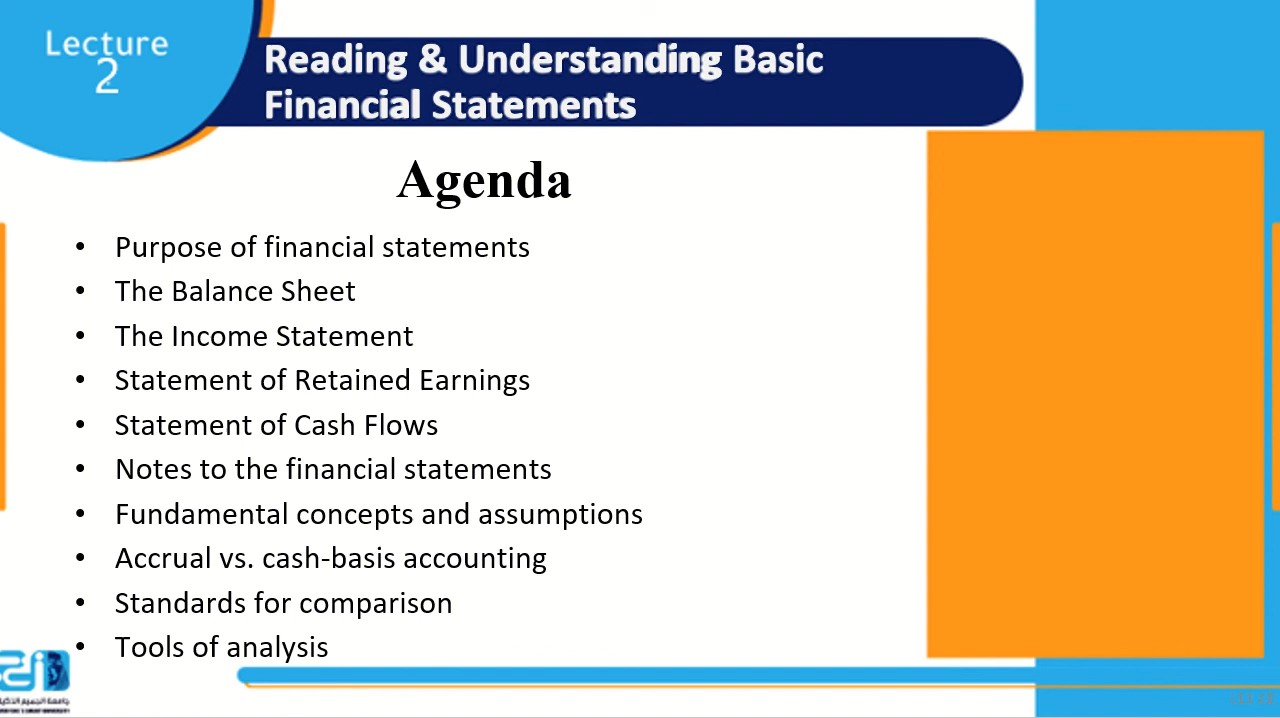 Lecture
2
Reading & Understanding Basic
Financial Statements
Agenda
• Purpose of financial statements
• The Balance Sheet
• The Income Statement
• Statement of Retained Earnings
• Statement of Cash Flows
• Notes to the financial statements
• Fundamental concepts and assumptions
• Accrual vs. cash-basis accounting
• Standards for comparison
• Tools of analysis